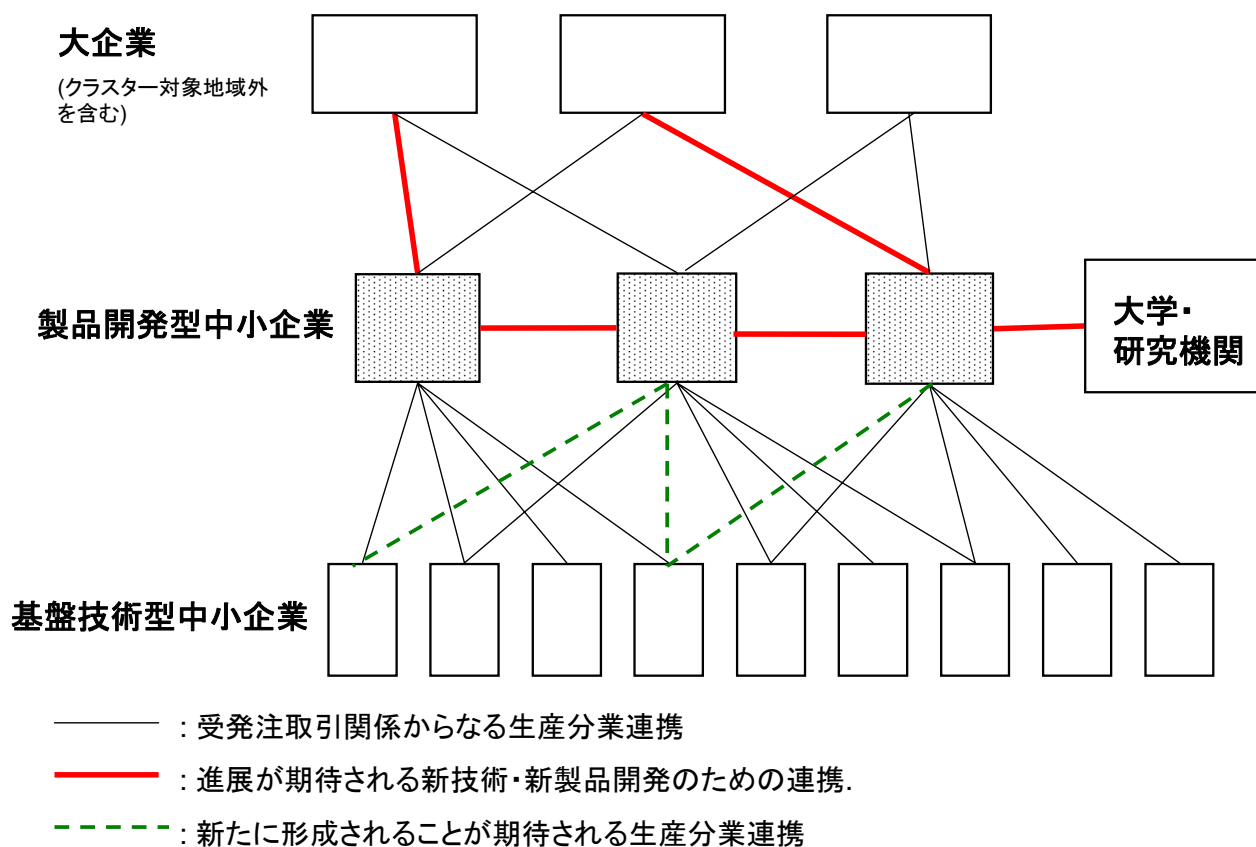 大企業
(クラスター対象地域外
を含む)
製品開発型中小企業
大学・
研究機関
基盤技術型中小企業
: 受発注取引関係からなる生産分業連携
: 進展が期待される新技術・新製品開発のための連携.
: 新たに形成されることが期待される生産分業連携